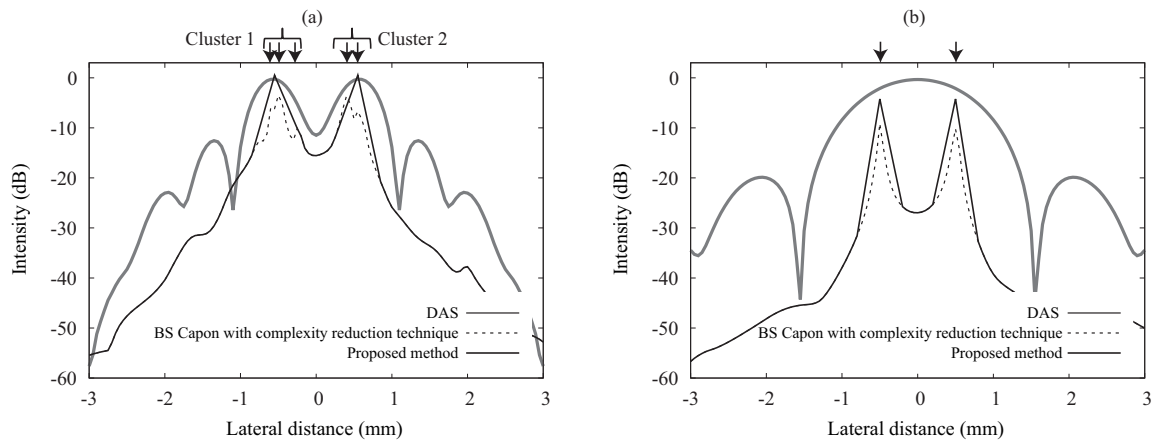 (a)
Cluster 1
Cluster 2
0
-10
-20
-30
-40
-50
-60
Intensity (dB)
DAS
BS Capon with complexity reduction technique
Proposed method
-3
-2
-1
0
1
2
3
Lateral distance (mm)
(b)
0
-10
-20
-30
-40
-50
-60
Intensity (dB)
DAS
BS Capon with complexity reduction technique
Proposed method
-3
-2
-1
0
1
2
3
Lateral distance (mm)